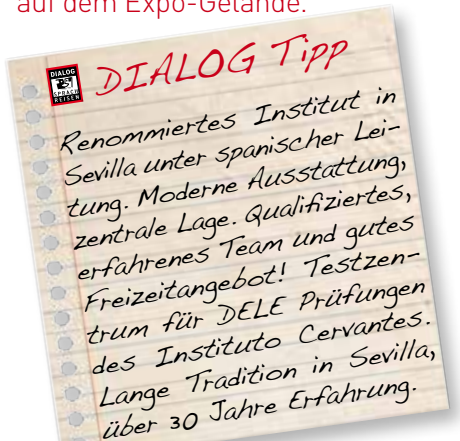 auf dem Expo-Gelände.
DIALOG
SPRACH
REISEN
DIALOG Tipp
Renommiertes Institut in
Sevilla unter spanischer Lei-
tung. Moderne Ausstattung,
zentrale Lage. Qualifiziertes,
erfahrenes Team und gutes
Freizeitangebot! Testzen-
trum für DELE Prüfungen
des Instituto Cervantes.
Lange Tradition in Sevilla,
über 30 Jahre Erfahrung.